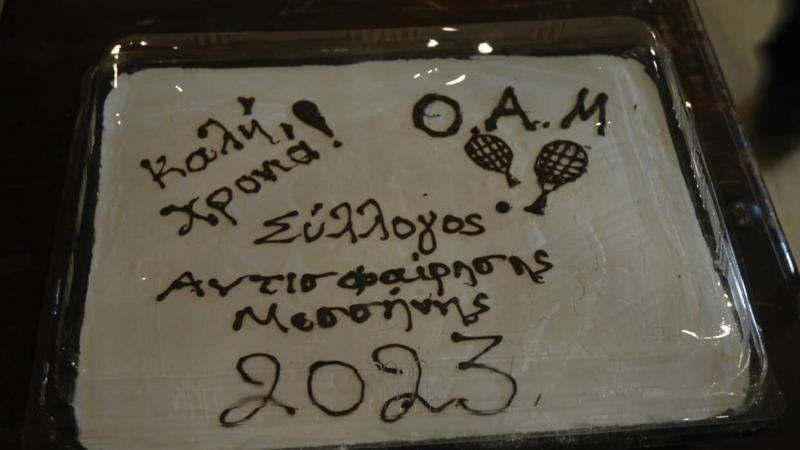 Καλή
χρονιά!
Ο.Α.Μ
Σύλλογος
Αντισφαίρησης
Μεσσήνης
2023